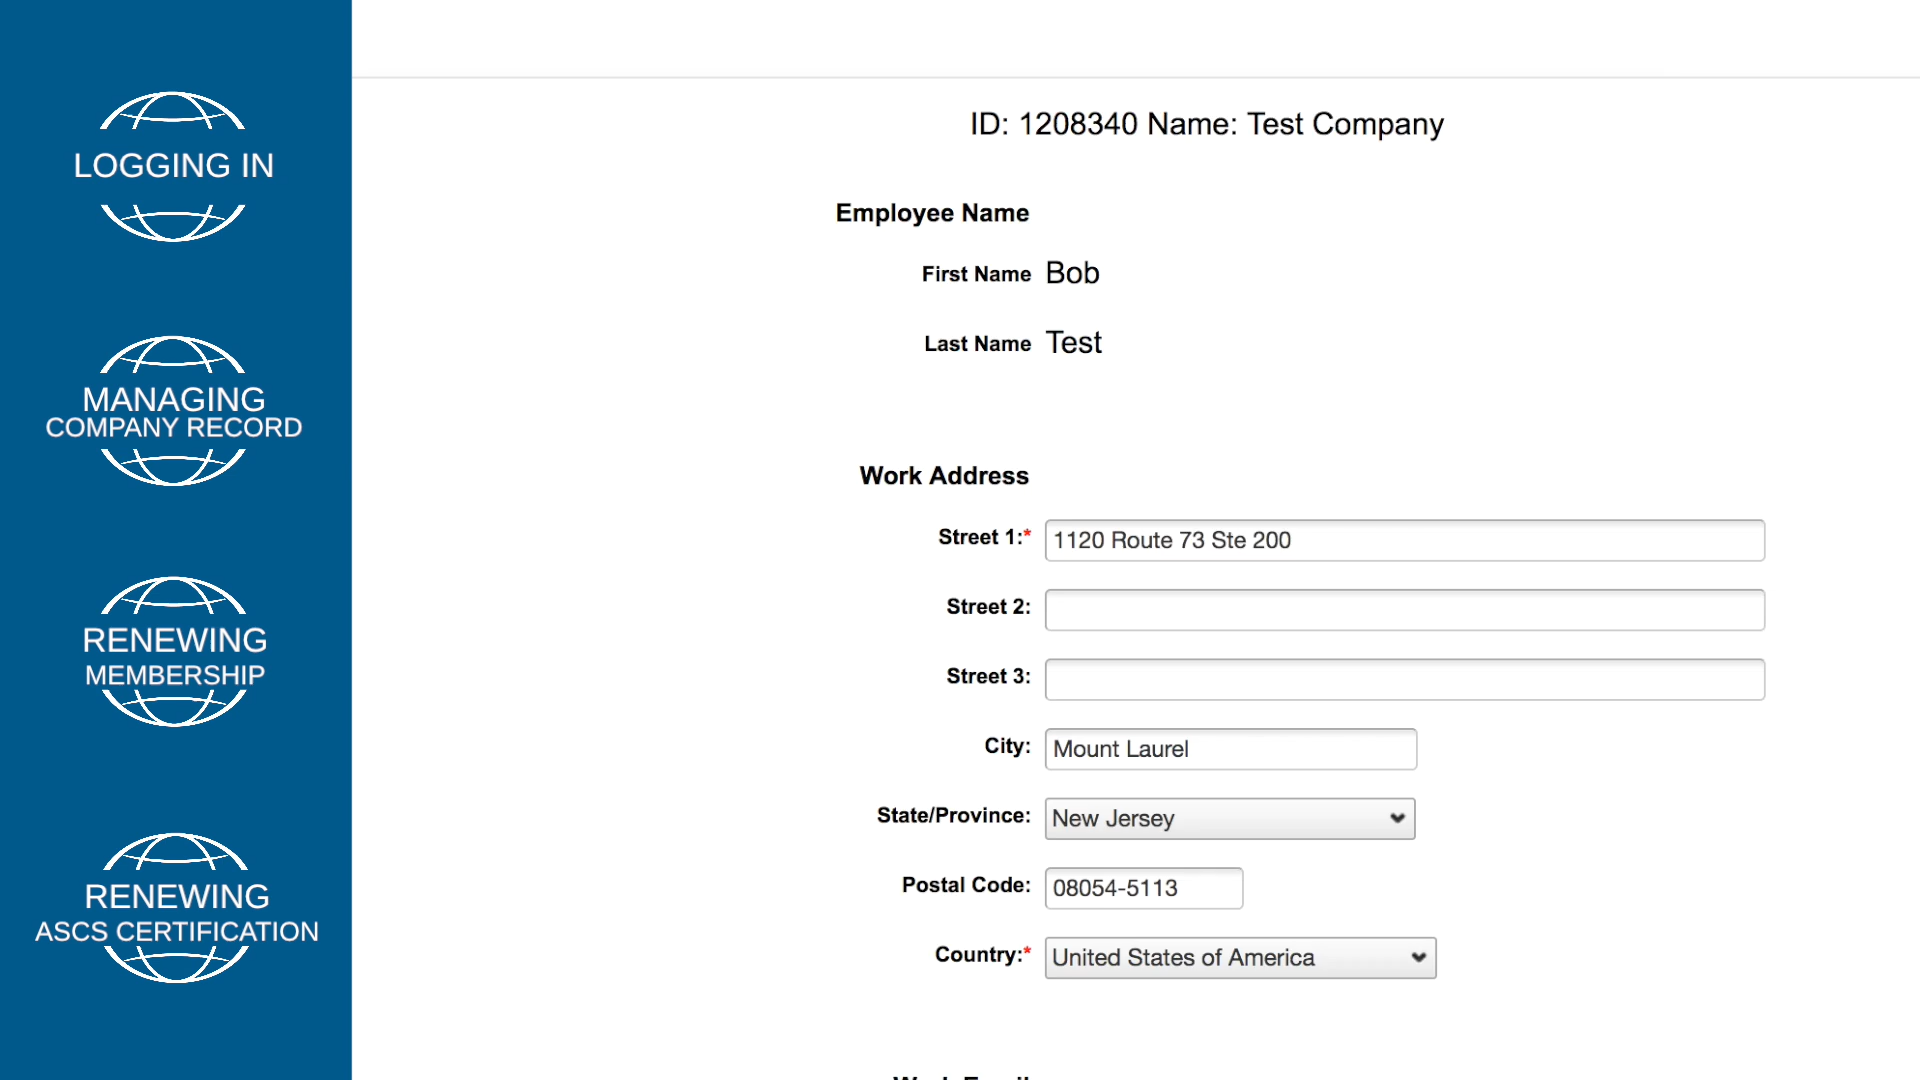 LOGGING IN
MANAGING
COMPANY RECORD
RENEWING
MEMBERSHIP
RENEWING
ASCS CERTIFICATION
ID: 1208340 Name: Test Company
Employee Name
First Name Bob
Last Name Test
Work Address
Street 1:* 1120 Route 73 Ste 200
Street 2:
Street 3:
City: Mount Laurel
State/Province: New Jersey
Postal Code: 08054-5113
Country:* United States of America